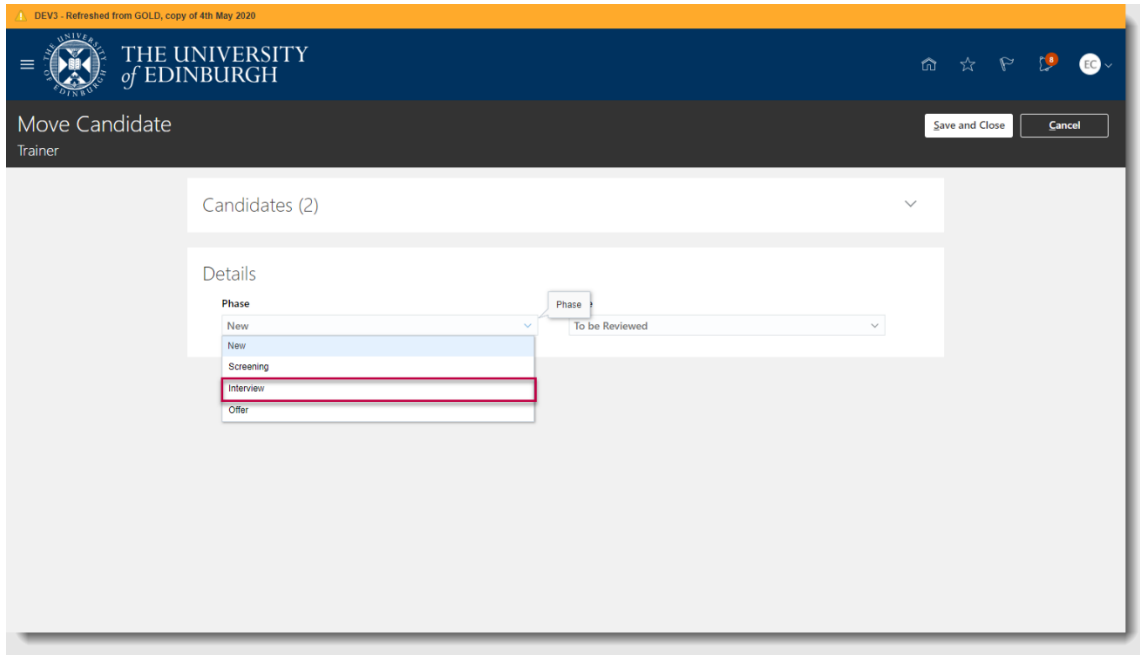 DEV3 - Refreshed from GOLD, copy of 4th May 2020
THE UNIVERSITY
of EDINBURGH
8
EC
Move Candidate
Trainer
Save and Close
Cancel
Candidates (2)
Details
Phase
Phase
New
To be Reviewed
New
Screening
Interview
Offer